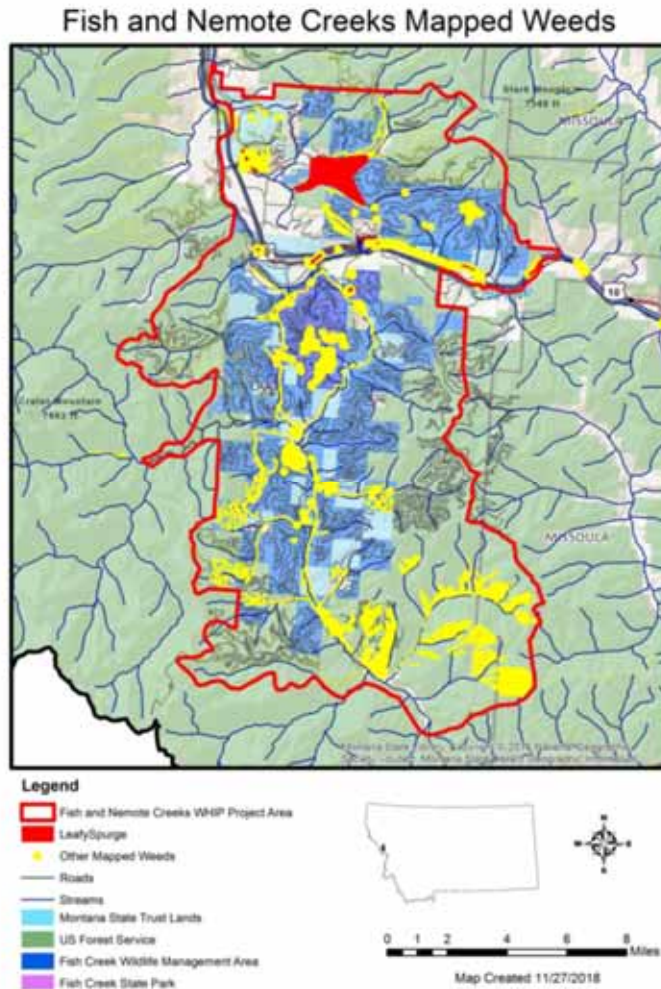 Fish and Nemote Creeks Mapped Weeds
MISSOULA
10
MISSOULA
Legend
Fish and Nemote Creeks WHIP Project Area
LeafySpurge
Other Mapped Weeds
Roads
Streams
Montana State Trust Lands
US Forest Service
Fish Creek Wildlife Management Area
Fish Creek State Park
N
W E
S
0 1 2 4 6 8
Miles
Map Created 11/27/2018